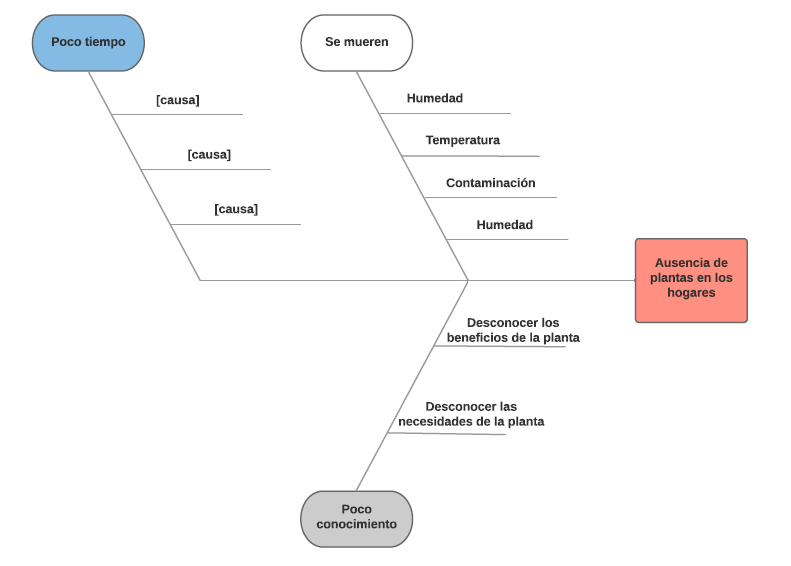 Poco tiempo
Se mueren
[causa]
[causa]
[causa]
Humedad
Temperatura
Contaminación
Humedad
Ausencia de
plantas en los
hogares
Desconocer los
beneficios de la planta
Desconocer las
necesidades de la planta
Poco
conocimiento